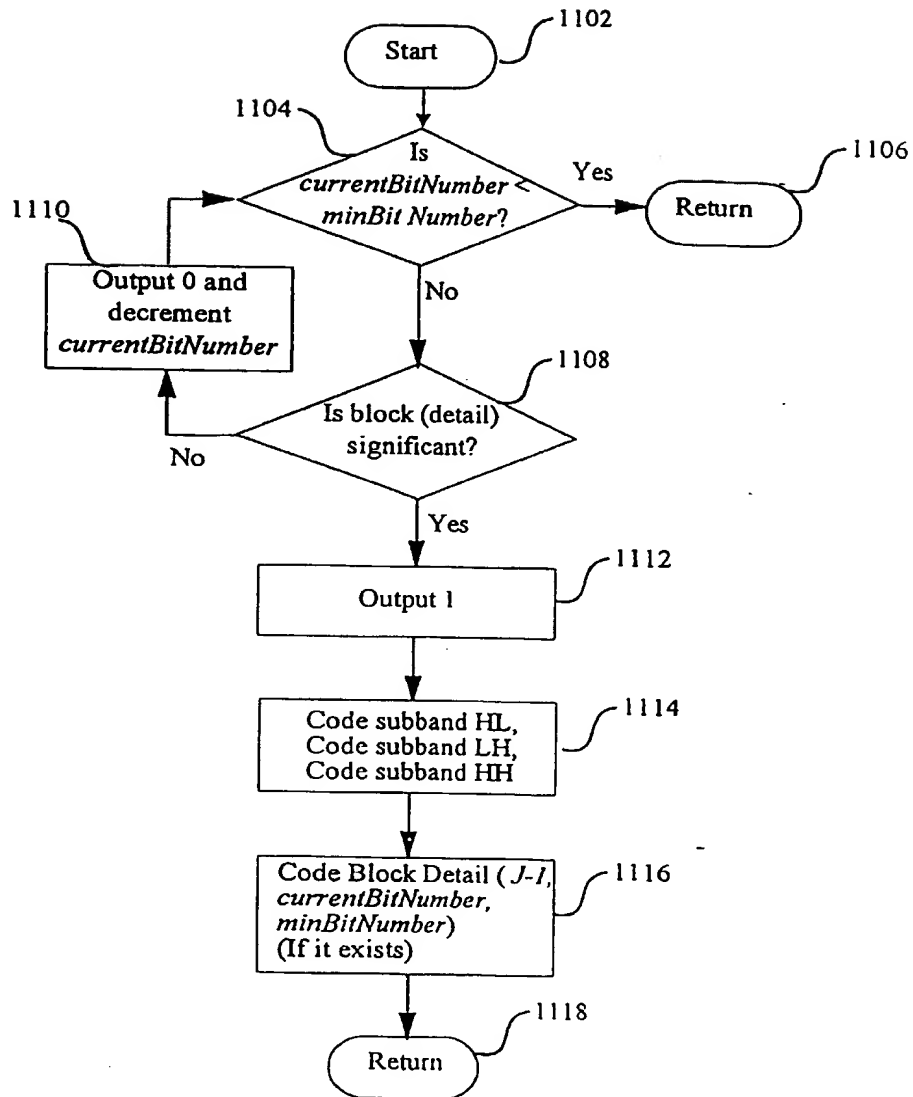 1102
Start
1104
Is
currentBitNumber <
minBit Number?
Yes
1106
Return
1110
Output 0 and
decrement
currentBitNumber
No
1108
Is block (detail)
significant?
No
Yes
1112
Output 1
1114
Code subband HL,
Code subband LH,
Code subband HH
1116
Code Block Detail ( J-1,
currentBitNumber,
minBitNumber)
(If it exists)
1118
Return